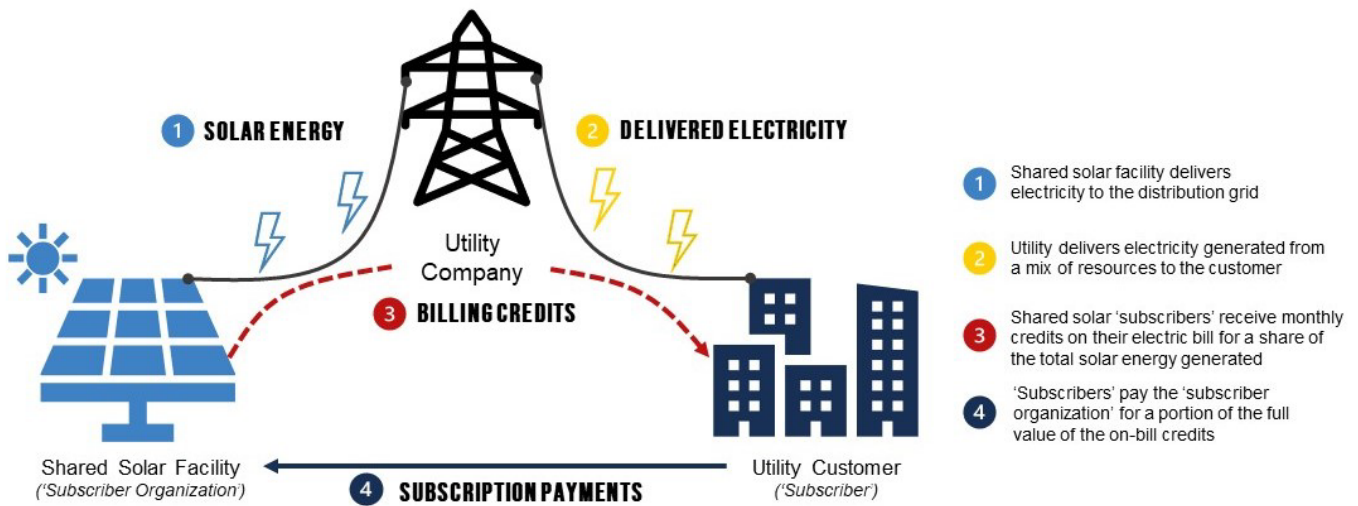 1 SOLAR ENERGY
2 DELIVERED ELECTRICITY
Utility
Company
3 BILLING CREDITS
Shared Solar Facility
('Subscriber Organization')
4 SUBSCRIPTION PAYMENTS
Utility Customer
('Subscriber')
1 Shared solar facility delivers
electricity to the distribution grid
2 Utility delivers electricity generated from
a mix of resources to the customer
3 Shared solar 'subscribers' receive monthly
credits on their electric bill for a share of
the total solar energy generated
4 'Subscribers' pay the 'subscriber
organization' for a portion of the full
value of the on-bill credits